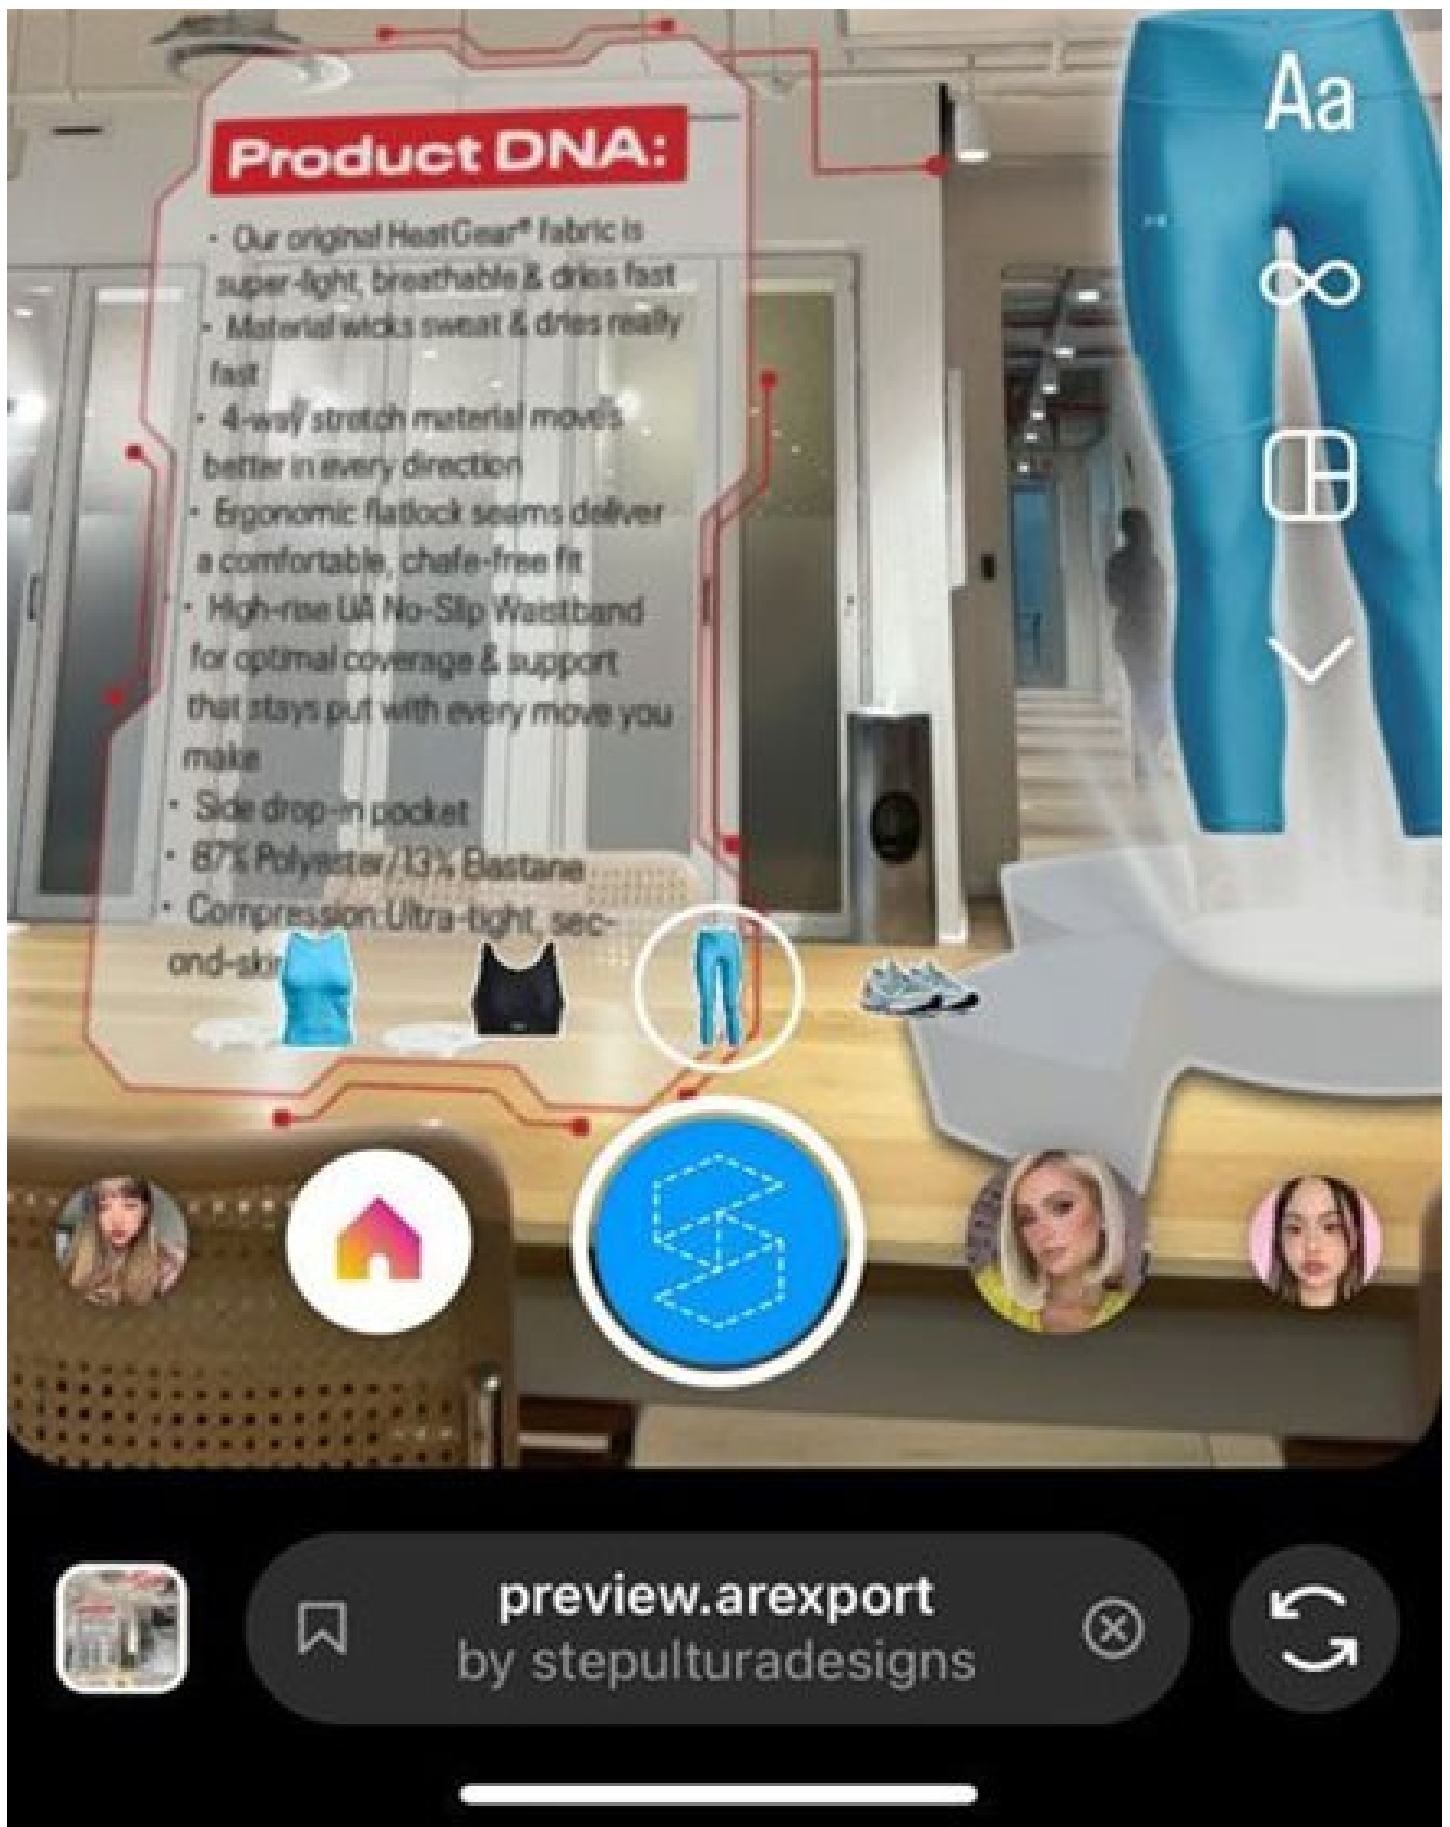 Aa
Product DNA:
• Our original HeatGear® fabric is
super-light, breathable & dries fast
• Material wicks sweat & dries really
fast
• 4-way stretch material moves
better in every direction
• Ergonomic flatlock seams deliver
a comfortable, chafe-free fit
• High-rise UA No-Slip Waistband
for optimal coverage & support
that stays put with every move you
make
• Side drop-in pocket
• 87% Polyester/13% Elastane
• Compression:Ultra-tight, sec-
ond-skin
preview.arexport
by stepulturadesigns